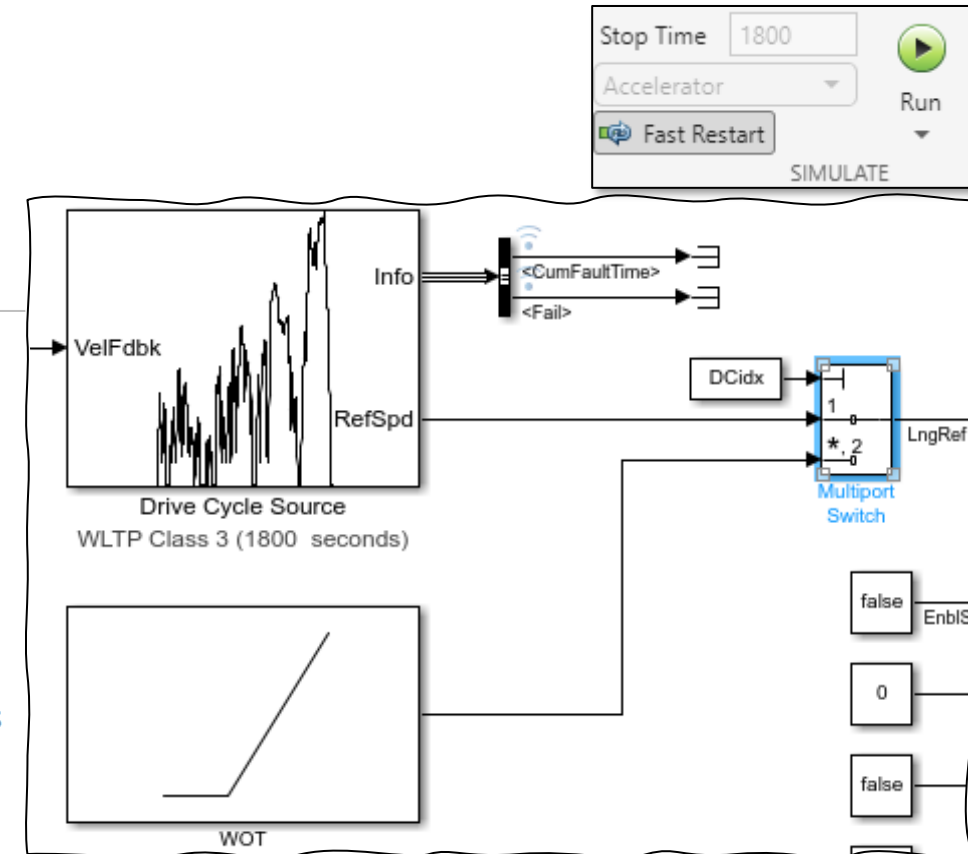 Stop Time 1800
Accelerator
Run
Fast Restart
SIMULATE
Info
<CumFaultTime>
<Fail>
VelFdbk
DCidx
RefSpd
1
*, 2
LngRef
Multiport
Switch
Drive Cycle Source
WLTP Class 3 (1800 seconds)
false
EnblS
0
false
WOT